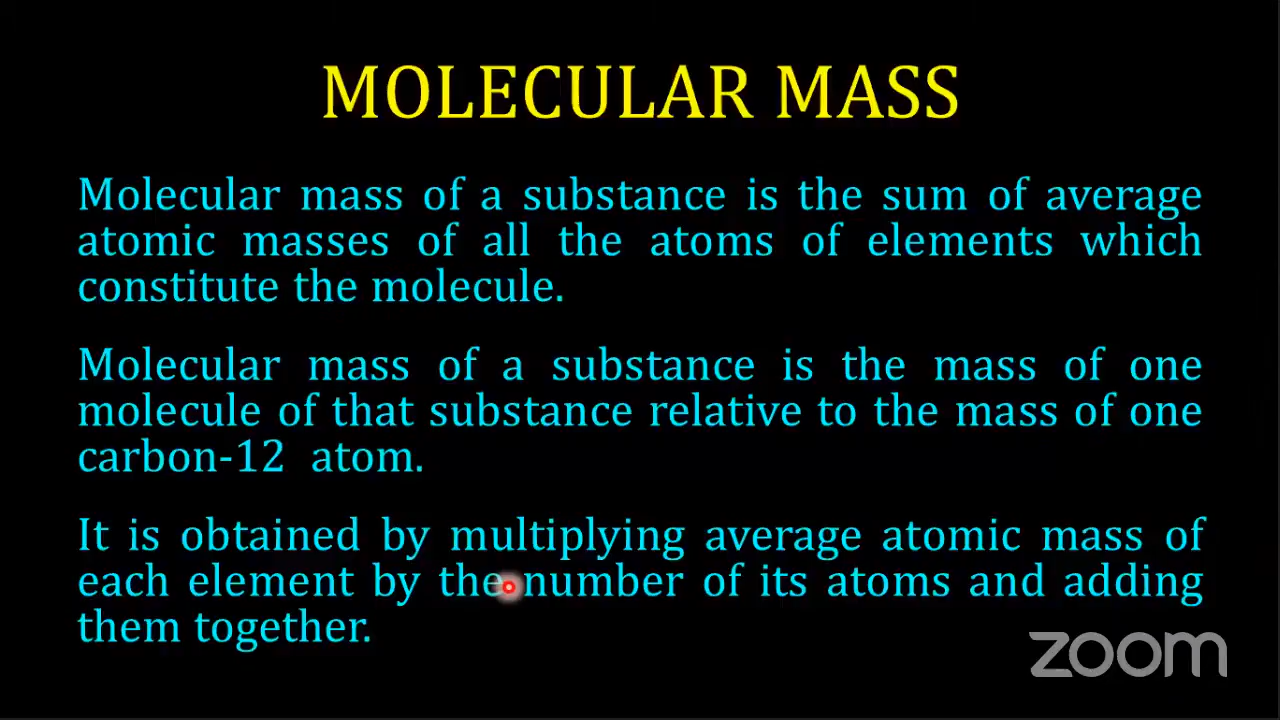 MOLECULAR MASS
Molecular mass of a substance is the sum of average
atomic masses of all the atoms of elements which
constitute the molecule.
Molecular mass of a substance is the mass of one
molecule of that substance relative to the mass of one
carbon-12 atom.
It is obtained by multiplying average atomic mass of
each element by the number of its atoms and adding
them together.
zoom